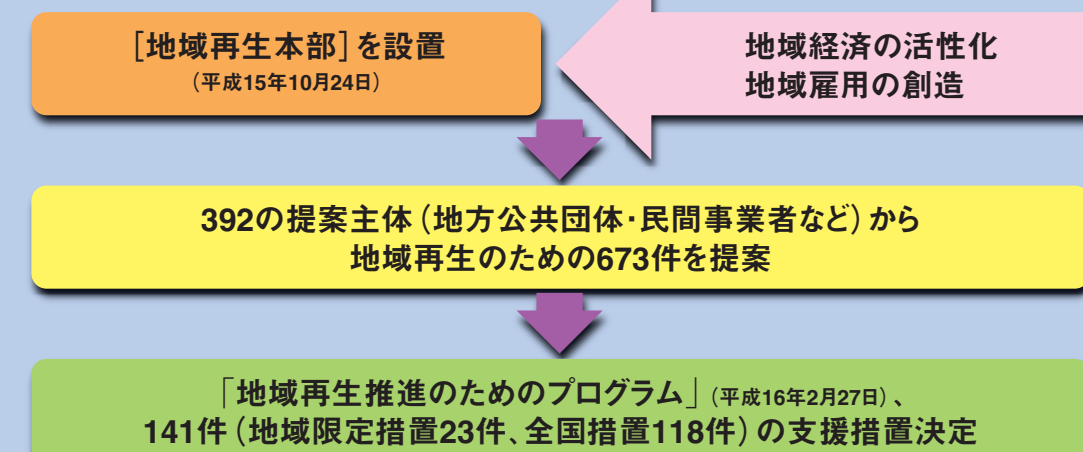 ［地域再生本部］を設置
（平成15年10月24日）
地域経済の活性化
地域雇用の創造
392の提案主体（地方公共団体・民間事業者など）から
地域再生のための673件を提案
「地域再生推進のためのプログラム」（平成16年2月27日）、
141件（地域限定措置23件、全国措置118件）の支援措置決定